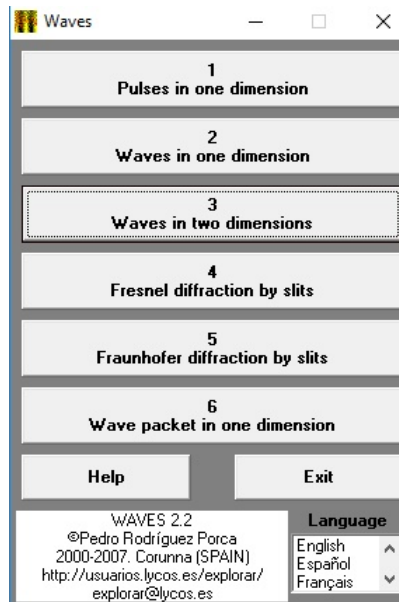 Waves
1
Pulses in one dimension
2
Waves in one dimension
3
Waves in two dimensions
4
Fresnel diffraction by slits
5
Fraunhofer diffraction by slits
6
Wave packet in one dimension
Help
Exit
WAVES 2.2
©Pedro Rodríguez Porca
2000-2007. Corunna (SPAIN)
http://usuarios.lycos.es/explorar/
explorar@lycos.es
Language
English
Español
Français